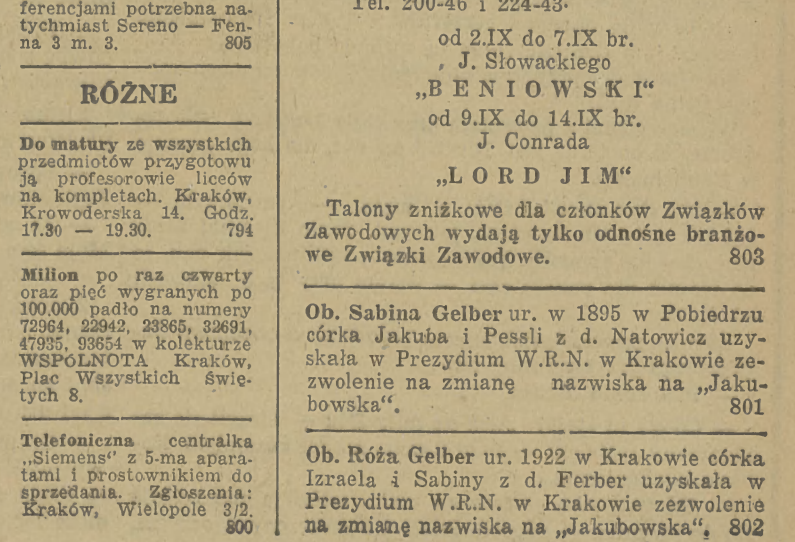 ferencjami potrzebna na-
tychmiast Sereno — Fen-
na 3 m. 3. 805
RÓŻNE
Do matury ze wszystkich
przedmiotów przygotowu
ją profesorowie liceów
na kompletach. Kraków,
Krowoderska 14. Godz.
17.30 — 19.30. 794
Milion po raz czwarty
oraz pięć wygranych po
100.000 padło na numery
72964, 22942, 23865, 32691,
47935, 93654 w kolekturze
WSPÓLNOTA Kraków,
Plac Wszystkich Świę-
tych 8.
Telefoniczna centralka
„Siemens“ z 5-ma apara-
tami i prostownikiem do
sprzedania. Zgłoszenia:
Kraków, Wielopole 3/2.
800
Tel. 200-46 i 224-43.
od 2.IX do 7.IX br.
J. Słowackiego
„BENIOWSKI“
od 9.IX do 14.IX br.
J. Conrada
„LORD JIM“
Talony zniżkowe dla członków Związków
Zawodowych wydają tylko odnośne branżo-
we Związki Zawodowe. 803
Ob. Sabina Gelber ur. w 1895 w Pobiedrzu
córka Jakuba i Pessli z d. Natowicz uzy-
skała w Prezydium W.R.N. w Krakowie ze-
zwolenie na zmianę nazwiska na „Jaku-
bowska“. 801
Ob. Róża Gelber ur. 1922 w Krakowie córka
Izraela i Sabiny z d. Ferber uzyskała w
Prezydium W.R.N. w Krakowie zezwolenie
na zmianę nazwiska na „Jakubowska“. 802